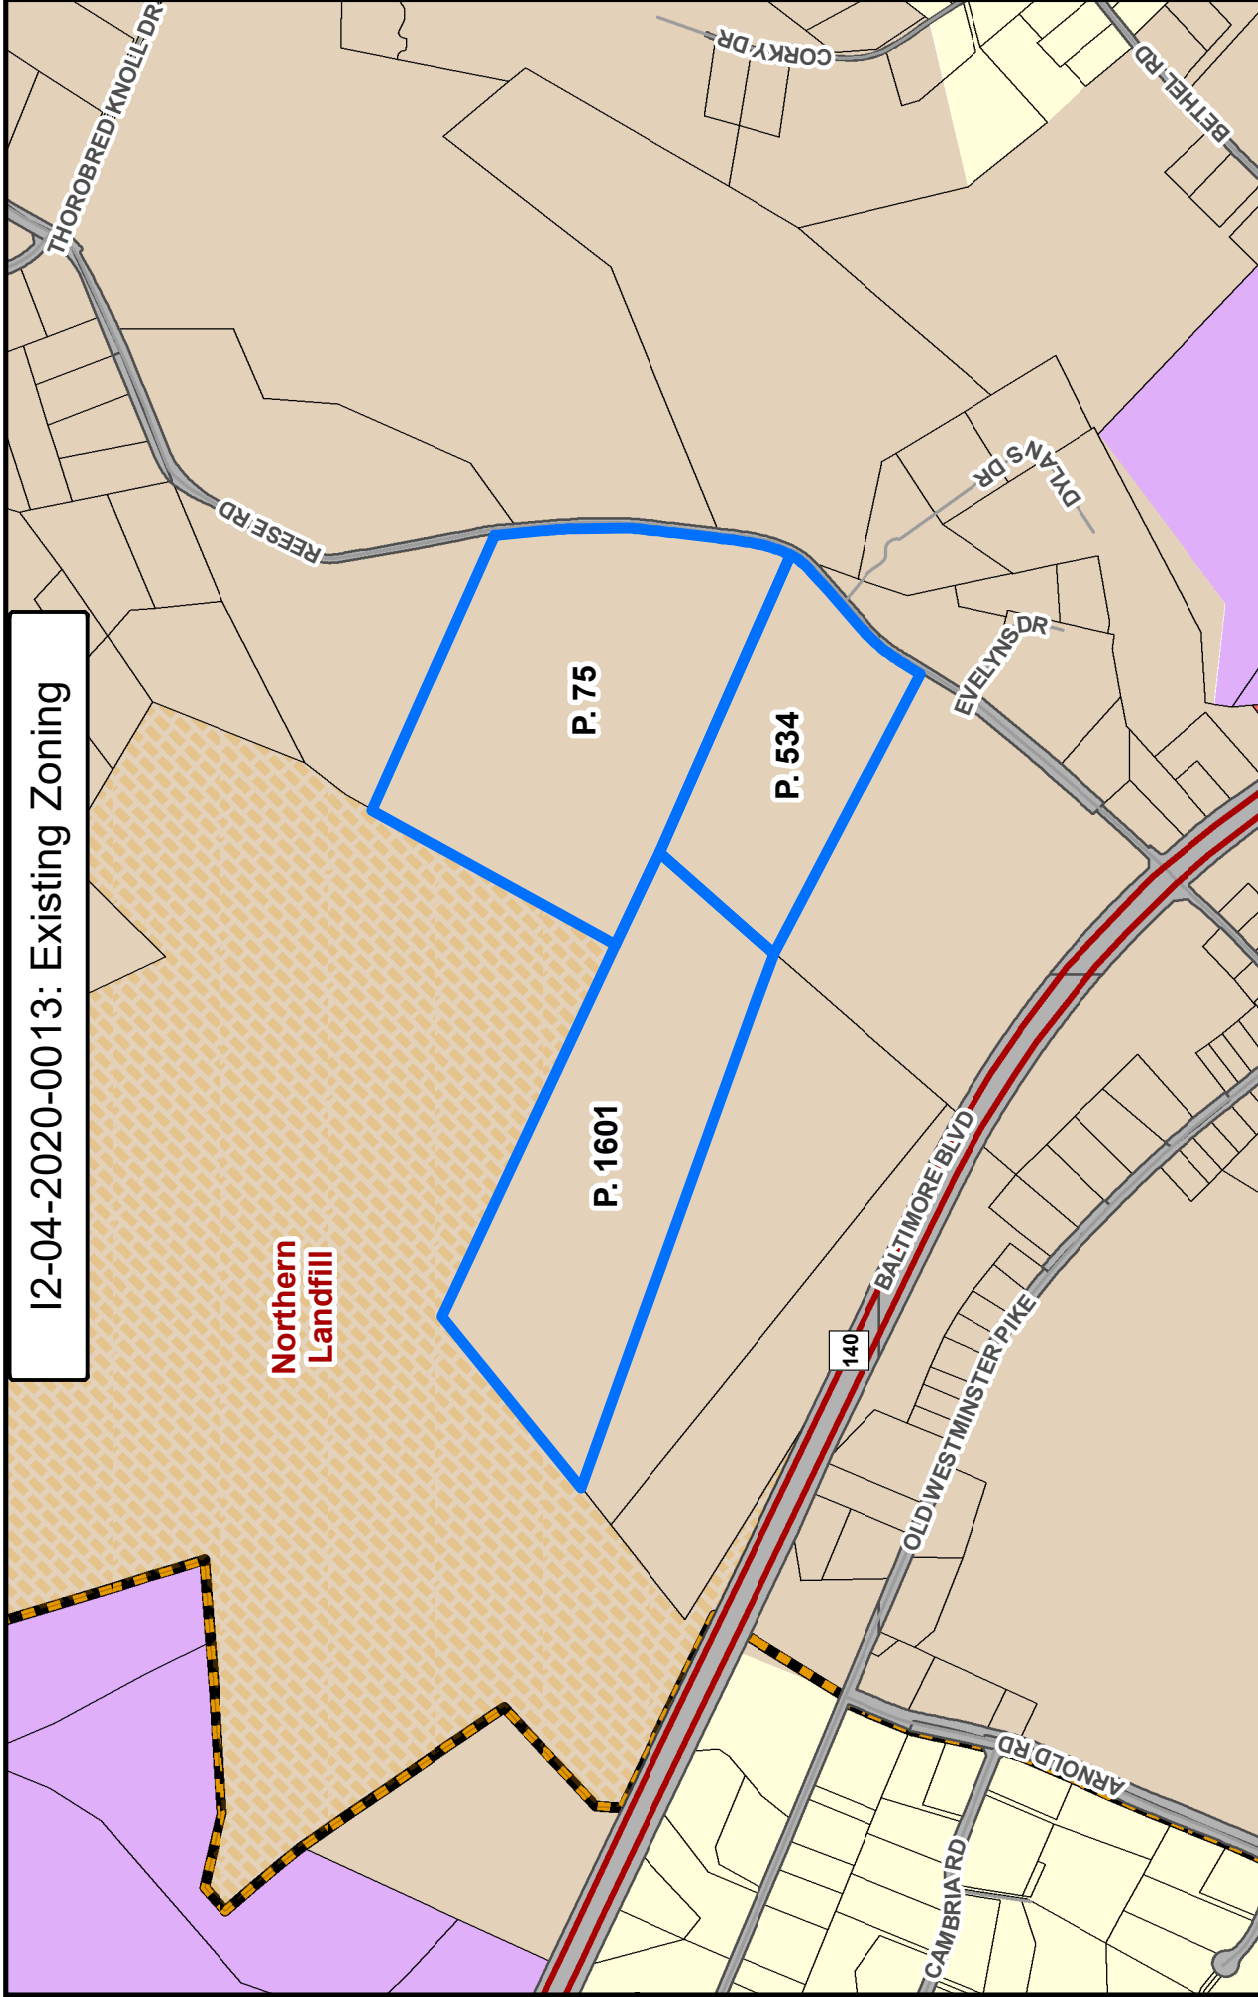 I2-04-2020-0013: Existing Zoning
THOROBRED KNOLL DR
CORKY DR
BETHEL RD
REESE RD
DYLAN S DR
EVELYNS DR
P. 75
P. 534
P. 1601
Northern
Landfill
BALTIMORE BLVD
140
OLD WESTMINSTER PIKE
ARNOLD RD
CAMBRIA RD